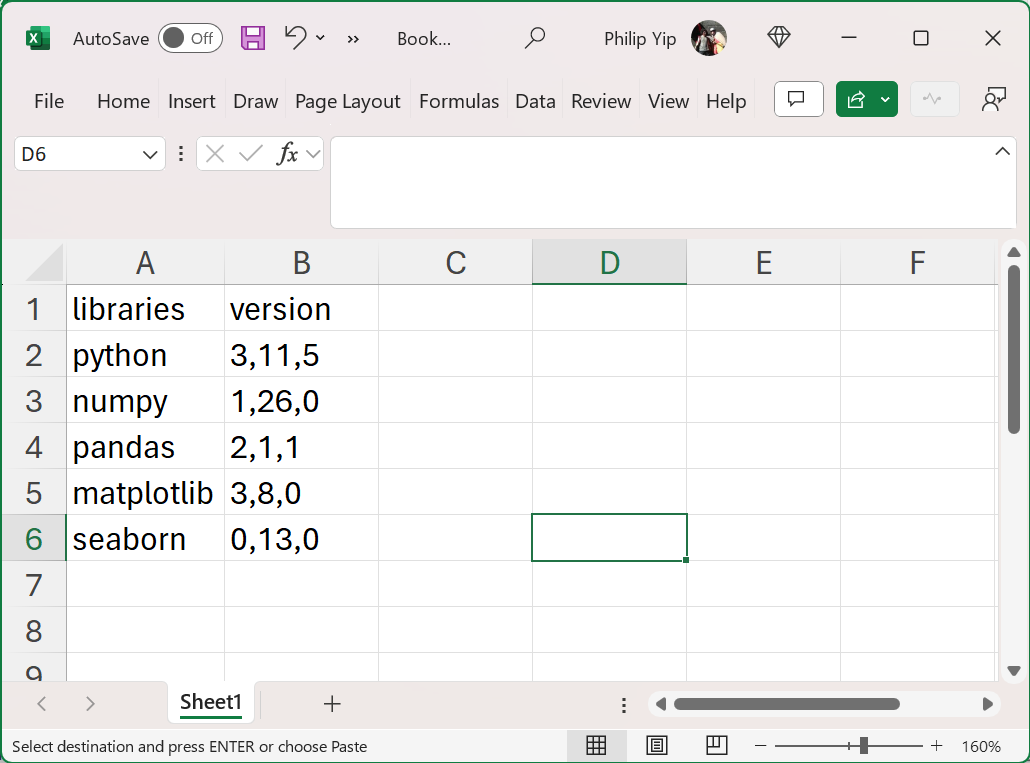 AutoSave Off Book... Philip Yip
File Home Insert Draw Page Layout Formulas Data Review View Help
D6 fx
A B C D E F
1 libraries version
2 python 3,11,5
3 numpy 1,26,0
4 pandas 2,1,1
5 matplotlib 3,8,0
6 seaborn 0,13,0
7
8
9
Sheet1
Select destination and press ENTER or choose Paste 160%